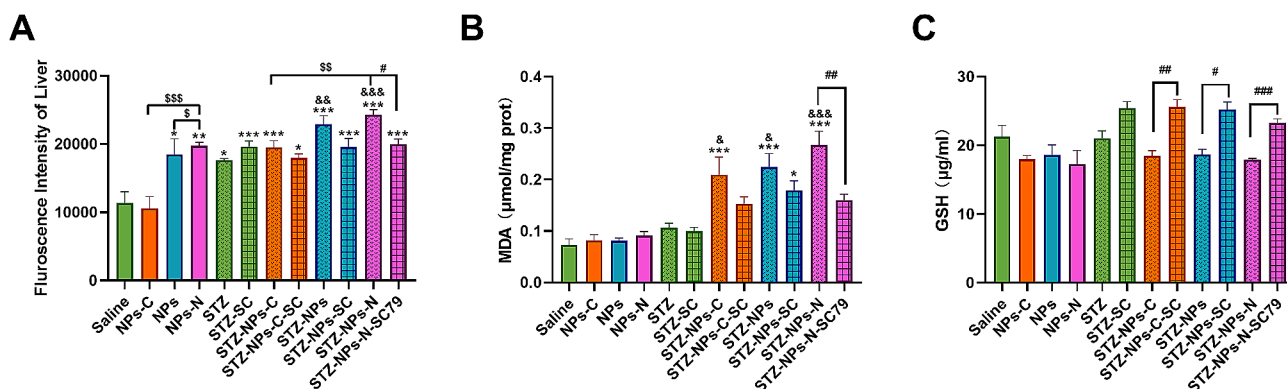 A
B
C
Fluroscence Intensity of Liver
30000
20000
10000
0
$$$
$
$$
#
* ** * *** *** * && *** *** &&& *** ***
Saline
NPs-C
NPs
NPs-N
STZ
STZ-SC
STZ-NPs-C
STZ-NPs-C-SC
STZ-NPs
STZ-NPs-SC
STZ-NPs-N
STZ-NPs-N-SC79
MDA (μmol/mg prot)
0.4
0.3
0.2
0.1
0.0
##
& *** & *** * &&& ***
Saline
NPs-C
NPs
NPs-N
STZ
STZ-SC
STZ-NPs-C
STZ-NPs-C-SC
STZ-NPs
STZ-NPs-SC
STZ-NPs-N
STZ-NPs-N-SC79
GSH (μg/ml)
30
20
10
0
##
#
###
Saline
NPs-C
NPs
NPs-N
STZ
STZ-SC
STZ-NPs-C
STZ-NPs-C-SC
STZ-NPs
STZ-NPs-SC
STZ-NPs-N
STZ-NPs-N-SC79